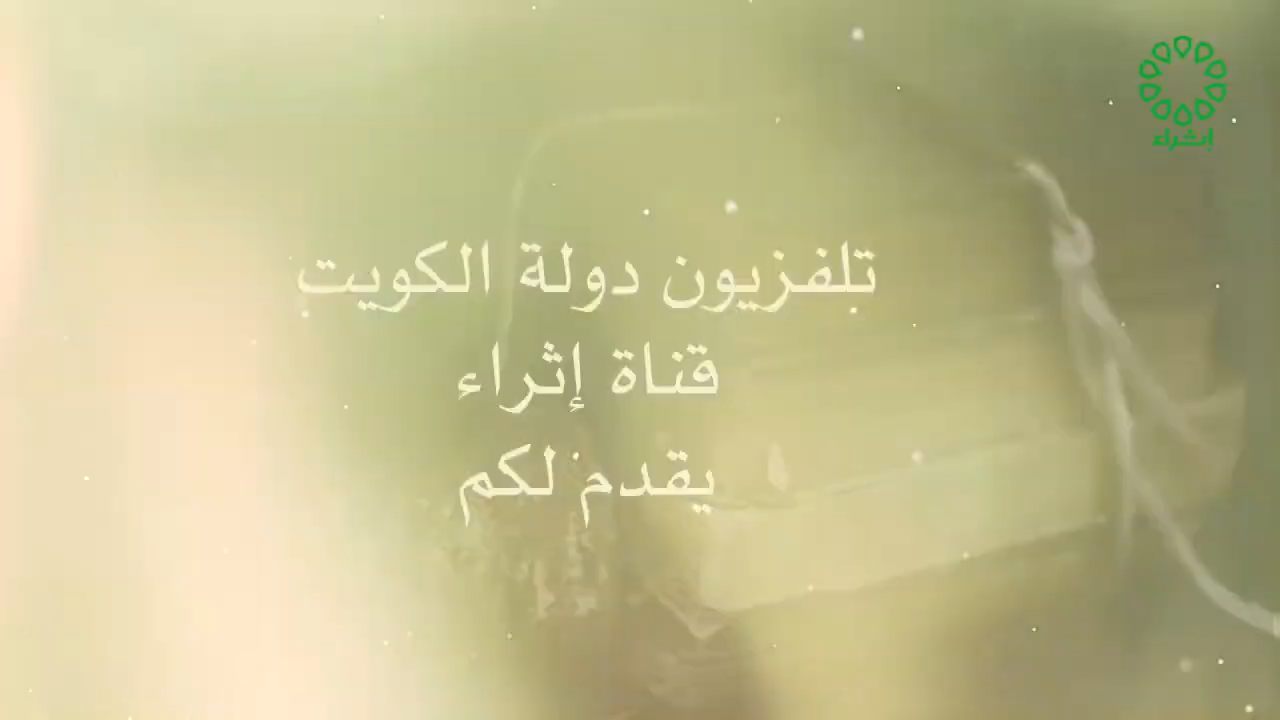 إثراء
تلفزيون دولة الكويت
قناة إثراء
يقدم لكم